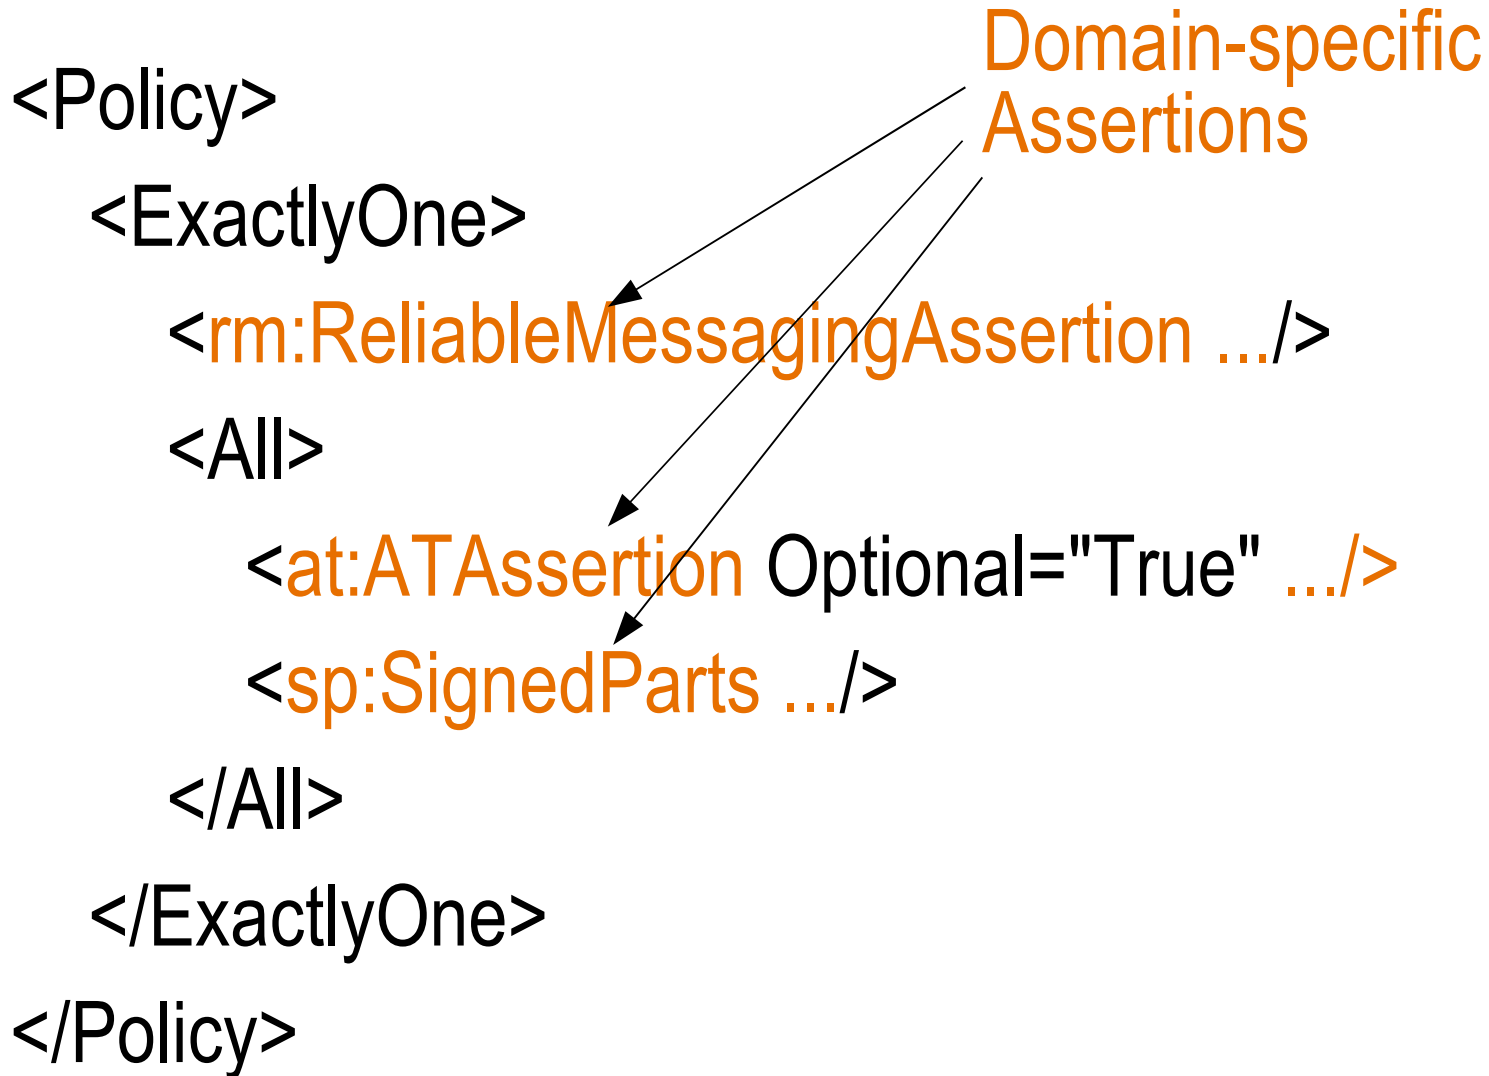 Domain-specific
Assertions
<Policy>
<ExactlyOne>
<rm:ReliableMessagingAssertion .../>
<All>
<at:ATAssertion Optional="True" .../>
<sp:SignedParts .../>
</All>
</ExactlyOne>
</Policy>